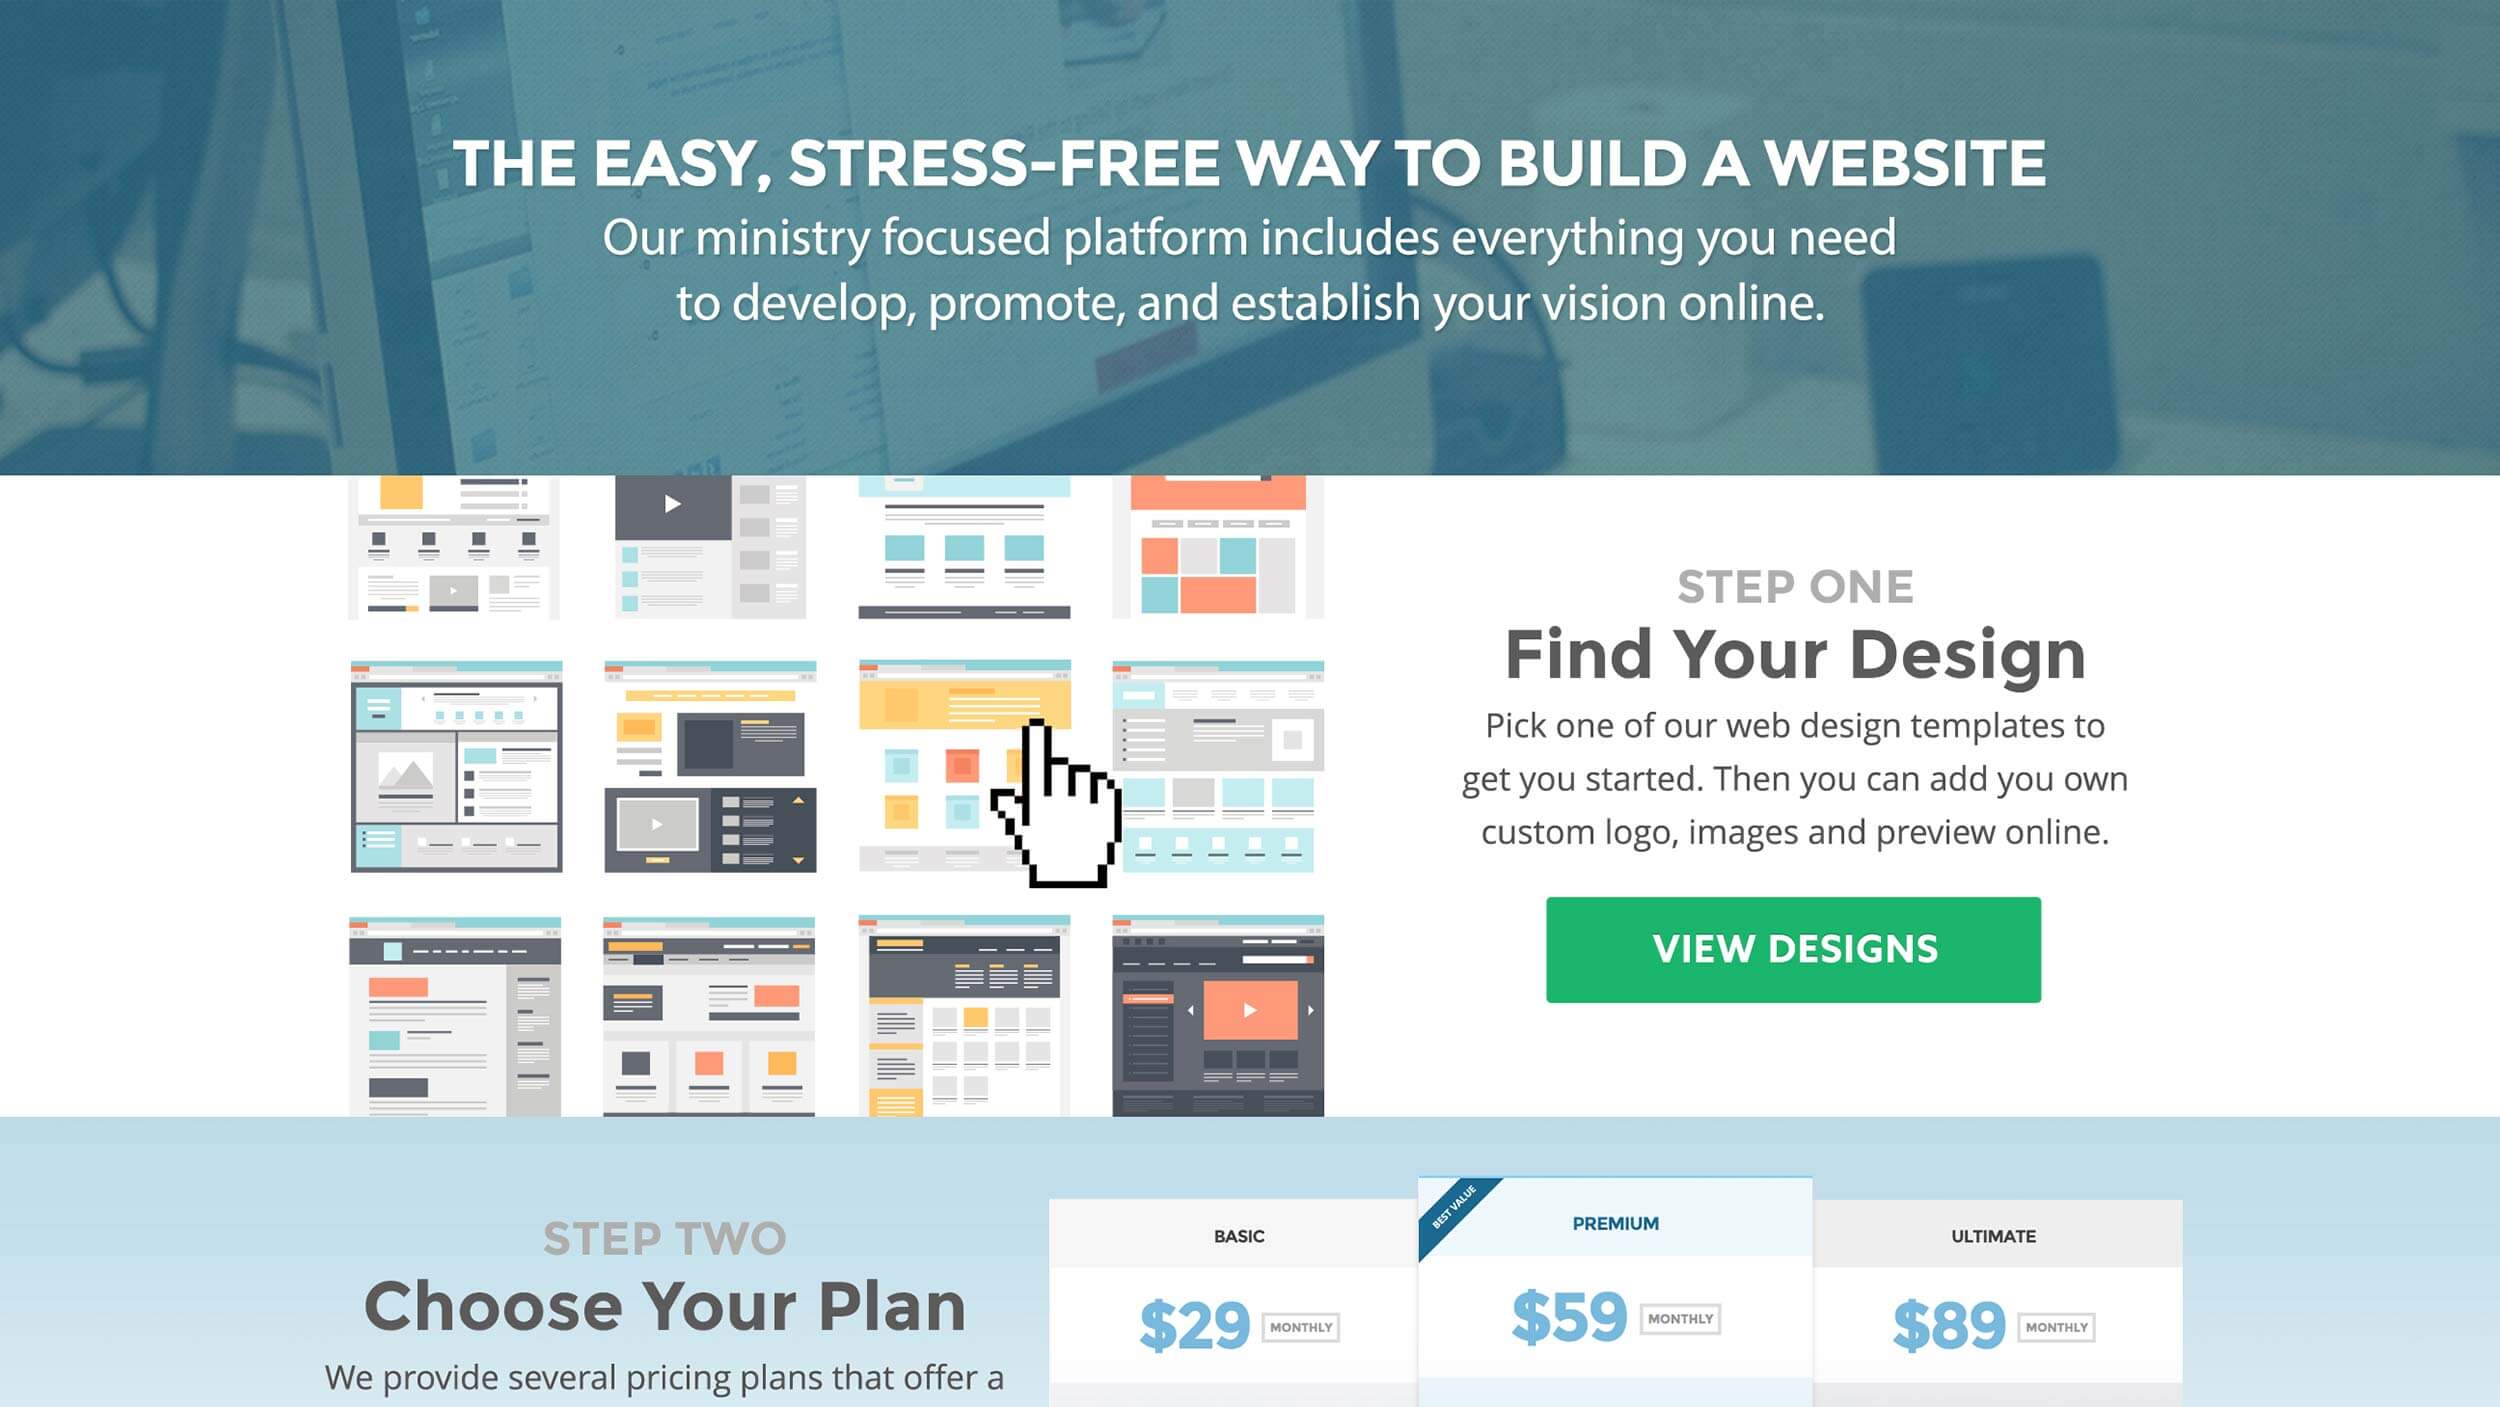 THE EASY, STRESS-FREE WAY TO BUILD A WEBSITE
Our ministry focused platform includes everything you need
to develop, promote, and establish your vision online.
STEP ONE
Find Your Design
Pick one of our web design templates to
get you started. Then you can add you own
custom logo, images and preview online.
VIEW DESIGNS
STEP TWO
Choose Your Plan
We provide several pricing plans that offer a
BASIC
$29 MONTHLY
BEST VALUE
PREMIUM
$59 MONTHLY
ULTIMATE
$89 MONTHLY